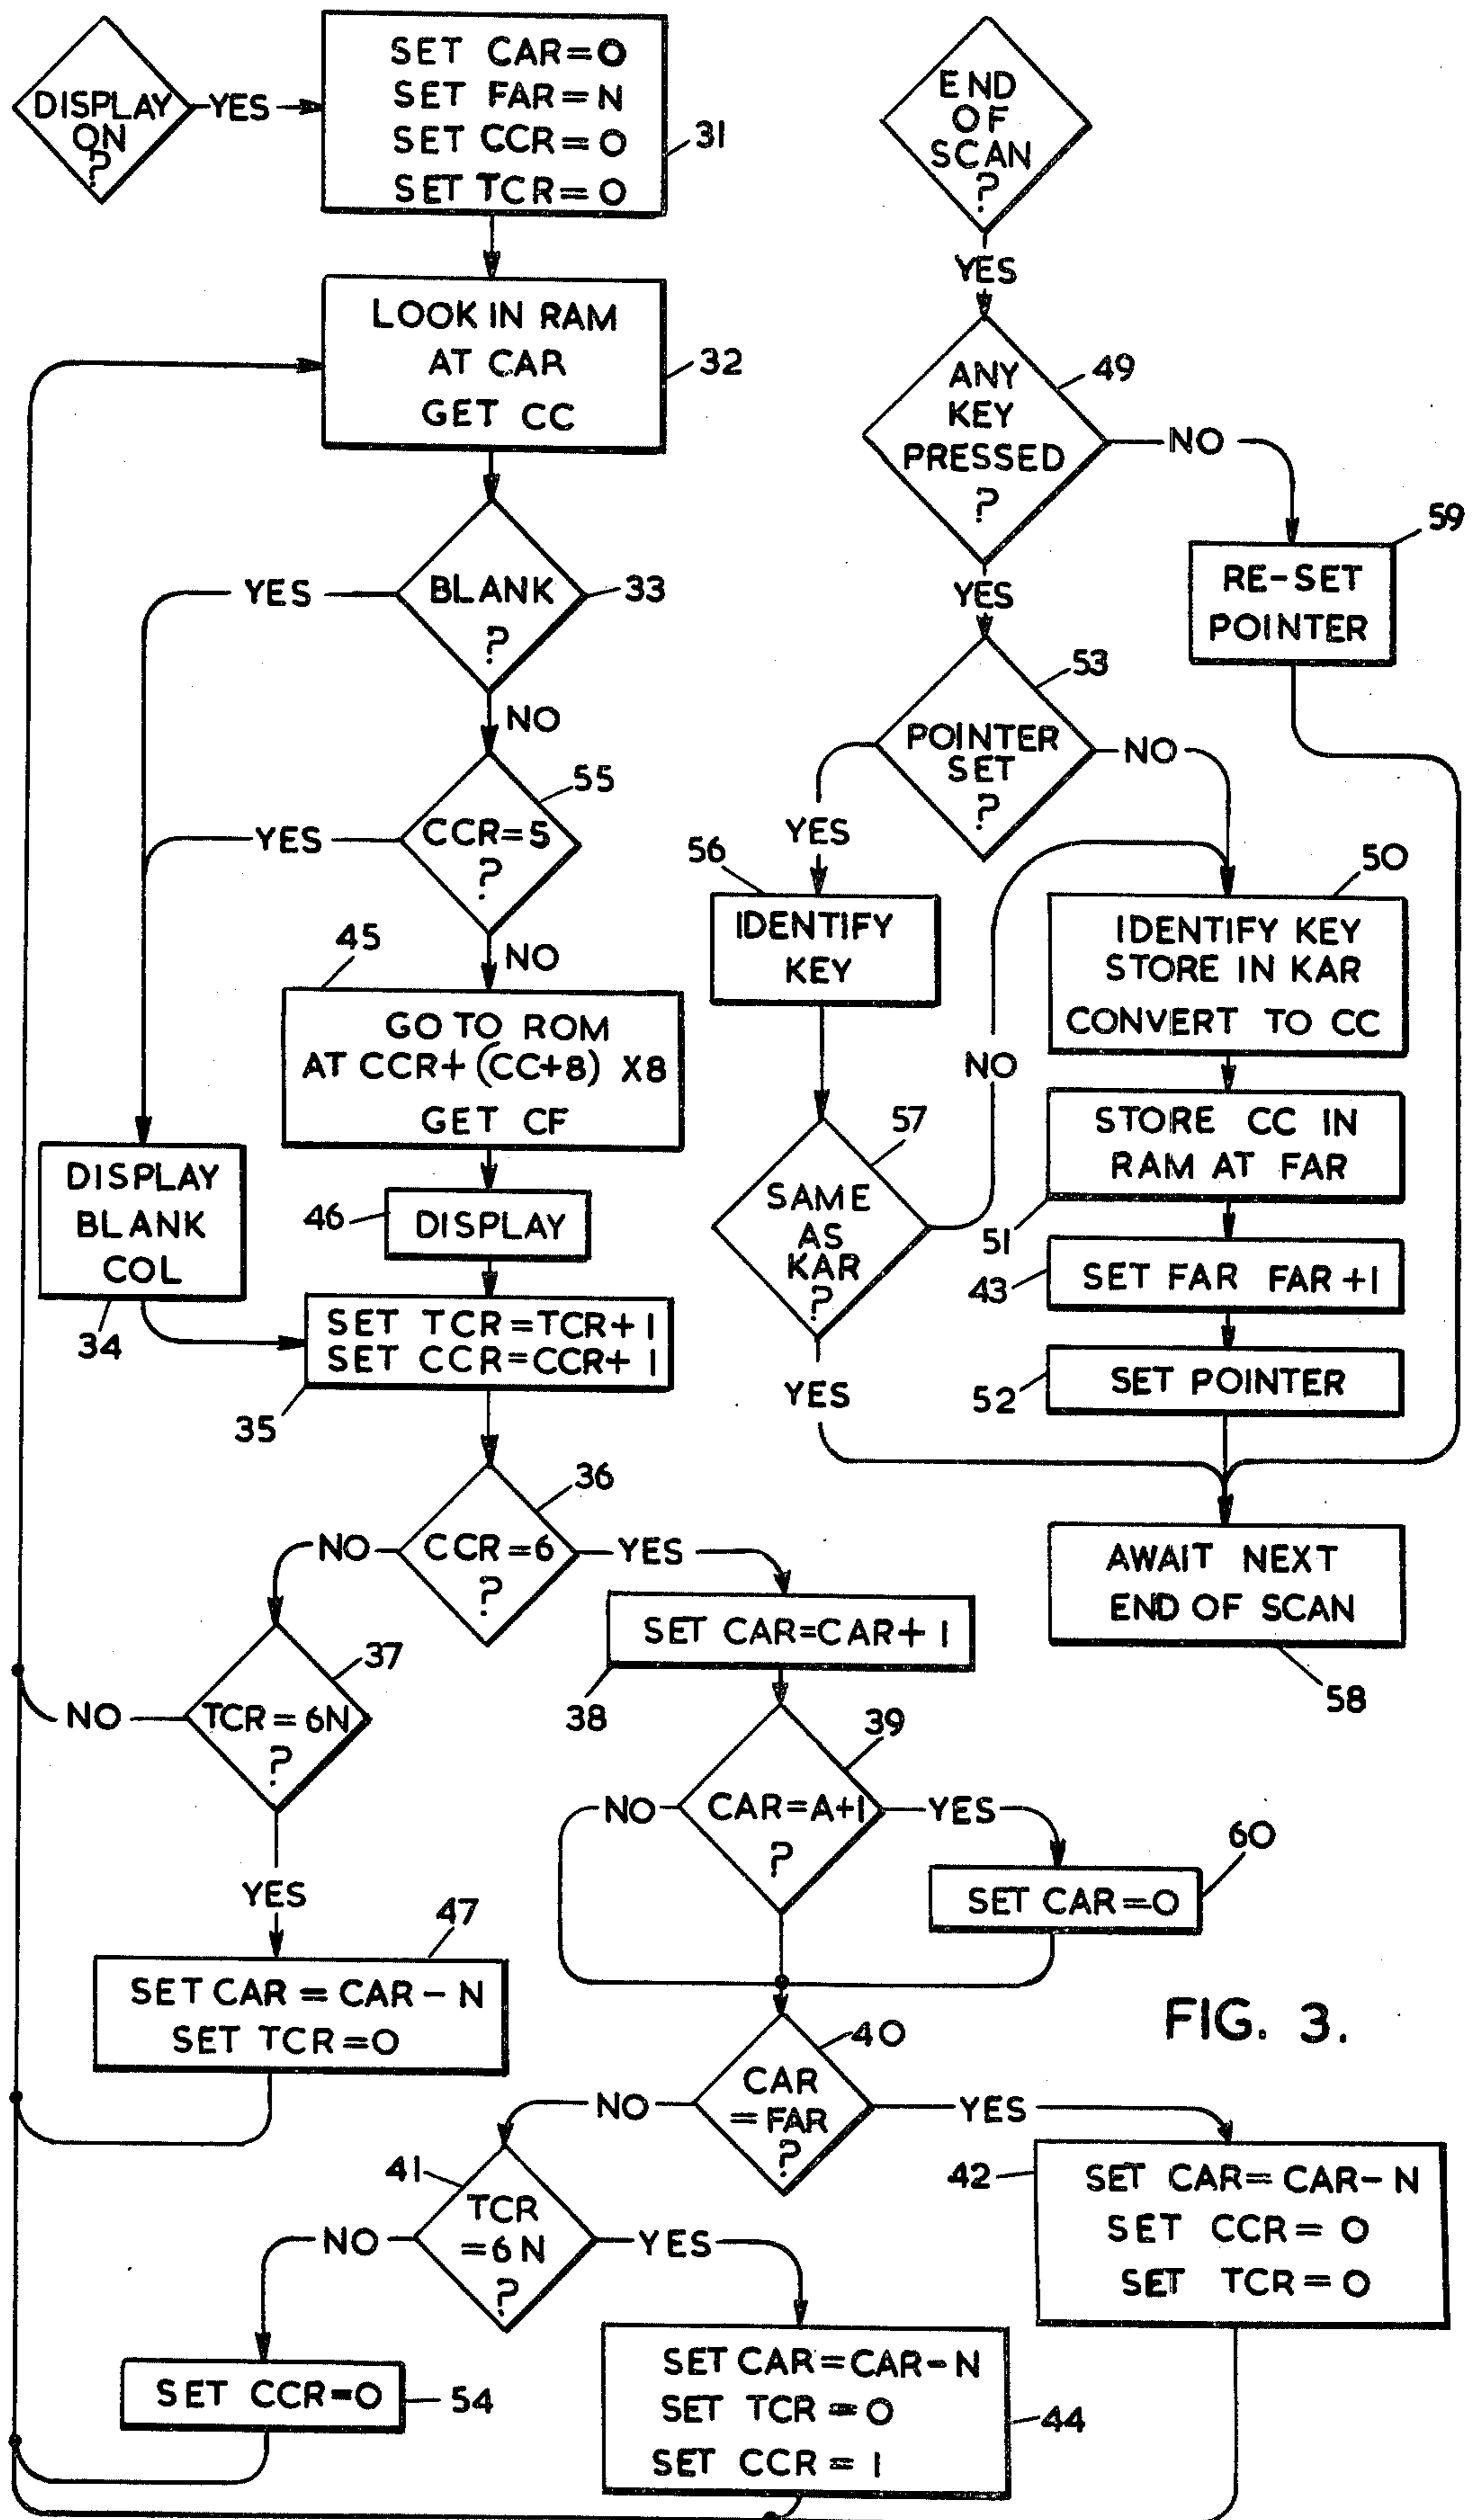 DISPLAY
ON
?
YES
SET CAR=0
SET FAR=N
SET CCR=0
SET TCR=0
31
LOOK IN RAM
AT CAR
GET CC
32
BLANK
?
33
YES
NO
CCR=5
?
55
YES
NO
45
GO TO ROM
AT CCR+(CC+8) X8
GET CF
DISPLAY
BLANK
COL
34
46
DISPLAY
SET TCR=TCR+1
SET CCR=CCR+1
35
CCR=6
?
36
NO
YES
TCR=6N
?
37
NO
YES
47
SET CAR=CAR-N
SET TCR=0
SET CAR=CAR+1
38
CAR=A+1
?
39
NO
YES
60
SET CAR=0
CAR
=FAR
?
40
NO
YES
41
TCR
=6N
?
NO
YES
42
SET CAR=CAR-N
SET CCR=0
SET TCR=0
SET CCR=0
54
SET CAR=CAR-N
SET TCR=0
SET CCR=1
44
END
OF
SCAN
?
YES
ANY
KEY
PRESSED
?
49
NO
YES
59
RE-SET
POINTER
POINTER
SET
?
53
NO
YES
56
IDENTIFY
KEY
SAME
AS
KAR
?
57
NO
YES
50
IDENTIFY KEY
STORE IN KAR
CONVERT TO CC
STORE CC IN
RAM AT FAR
51
SET FAR FAR+1
43
SET POINTER
52
AWAIT NEXT
END OF SCAN
58
FIG. 3.